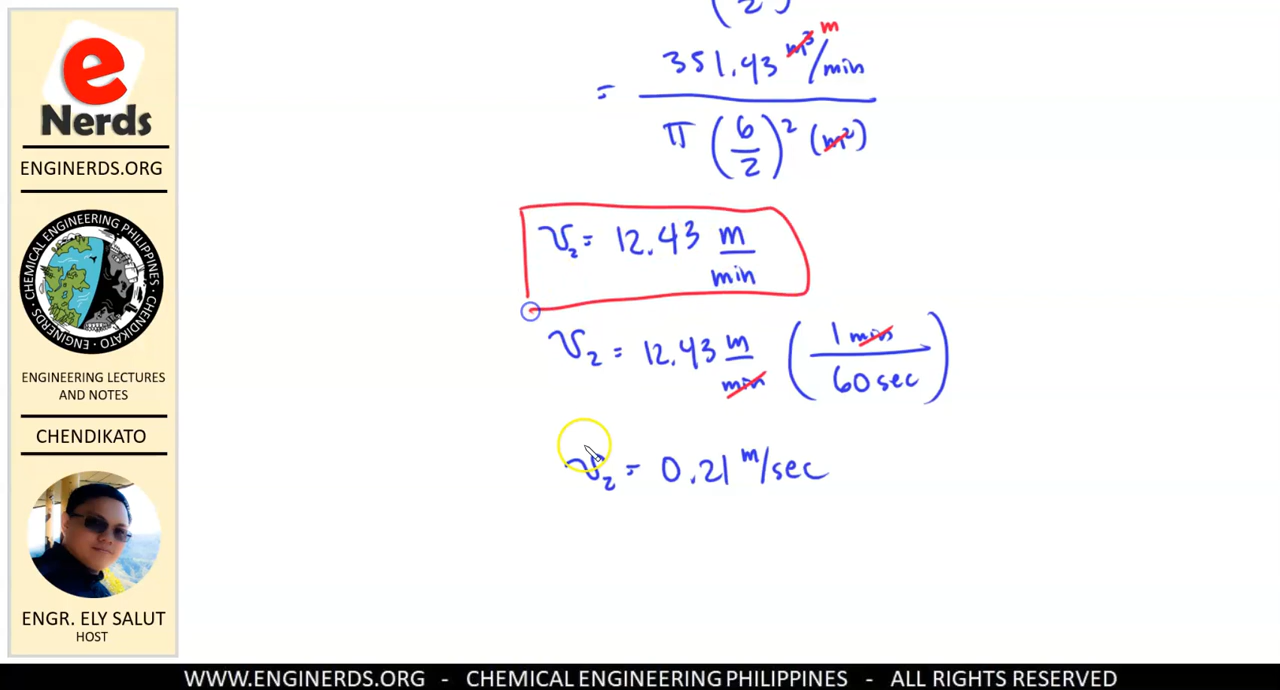 e
Nerds
ENGINERDS.ORG
CHEMICAL ENGINEERING PHILIPPINES · CHENDIKATO · ENGINERDS ·
ENGINEERING LECTURES
AND NOTES
CHENDIKATO
ENGR. ELY SALUT
HOST
2
= 351.43 m³/min m
π (6/2)² (m²)
v₂ = 12.43 m/min
v₂ = 12.43 m/min (1 min/60 sec)
v₂ = 0.21 m/sec
WWW.ENGINERDS.ORG - CHEMICAL ENGINEERING PHILIPPINES - ALL RIGHTS RESERVED